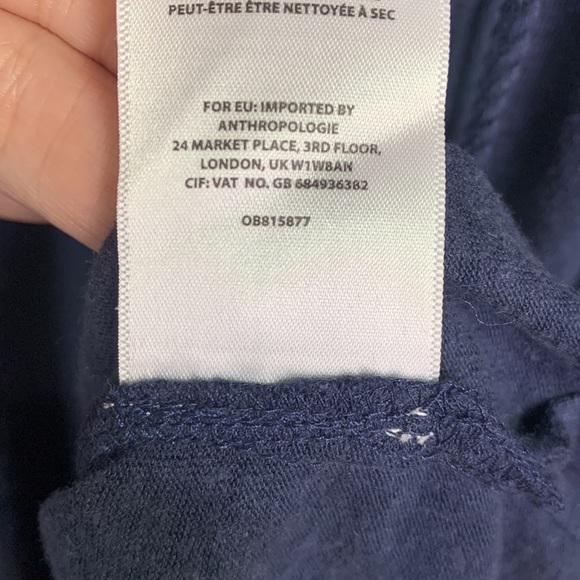 PEUT-ÊTRE ÊTRE NETTOYÉE À SEC
FOR EU: IMPORTED BY
ANTHROPOLOGIE
24 MARKET PLACE, 3RD FLOOR,
LONDON, UK W1W8AN
CIF: VAT NO. GB 684936382
OB815877